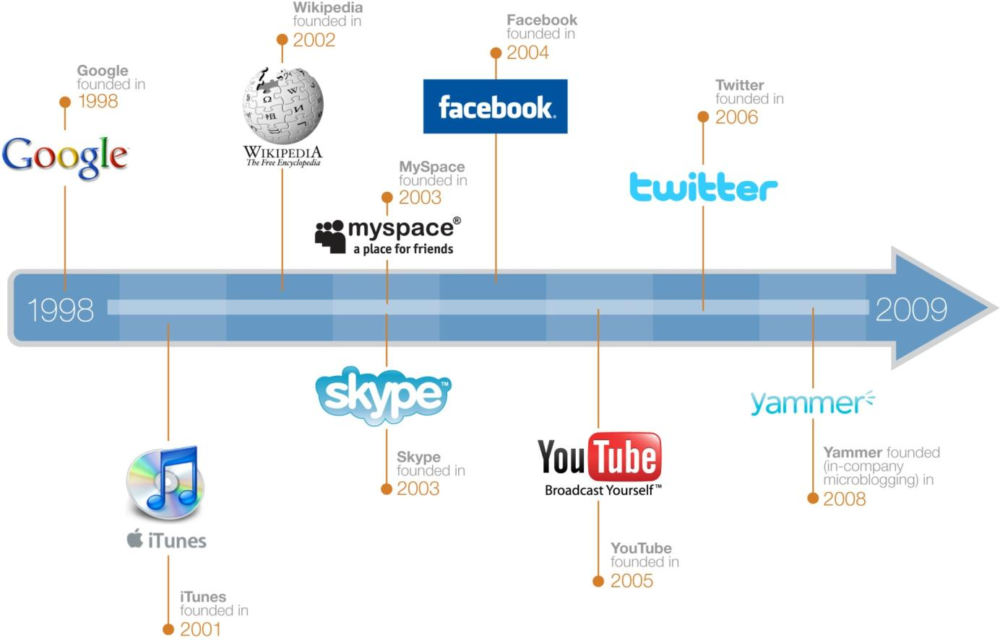 Wikipedia
founded in
2002
Facebook
founded in
2004
Google
founded in
1998
Twitter
founded in
2006
Google
Ω
W
祖
И
WIKIPEDIA
The Free Encyclopedia
facebook.
MySpace
founded in
2003
twitter
myspace®
a place for friends
1998
2009
skype™
yammer
YouTube
Broadcast Yourself™
Skype
founded in
2003
Yammer founded
(in-company
microblogging) in
2008
iTunes
YouTube
founded in
2005
iTunes
founded in
2001